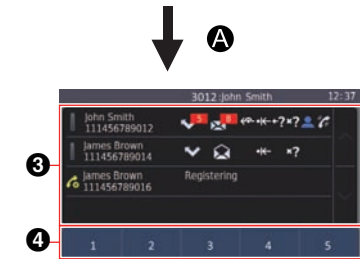 A
3012:John Smith 12:37
John Smith 5 8
111456789012
James Brown
111456789014
3
James Brown Registering
111456789016
4 1 2 3 4 5